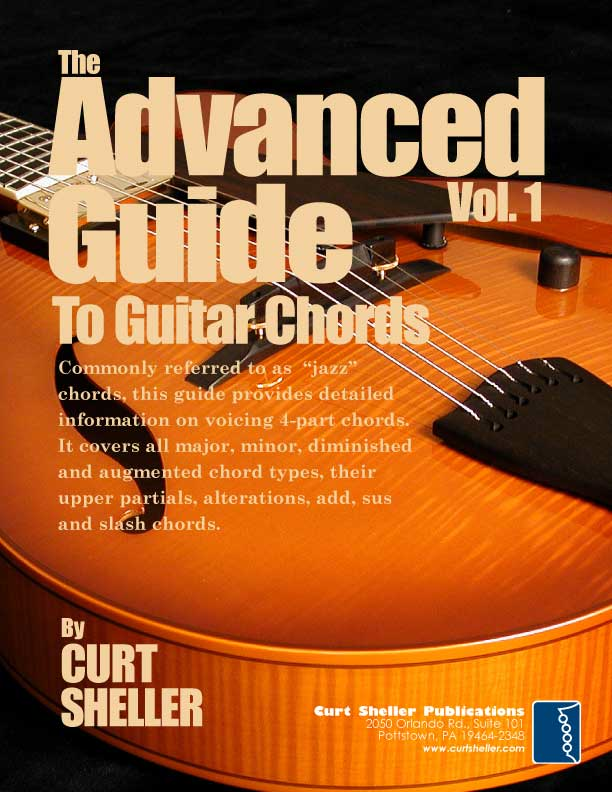 The
Advanced
Guide
Vol. 1
To Guitar Chords
Commonly referred to as “jazz”
chords, this guide provides detailed
information on voicing 4-part chords.
It covers all major, minor, diminished
and augmented chord types, their
upper partials, alterations, add, sus
and slash chords.
By
CURT
SHELLER
Curt Sheller Publications
2050 Orlando Rd., Suite 101
Pottstown, PA 19464-2348
www.curtsheller.com